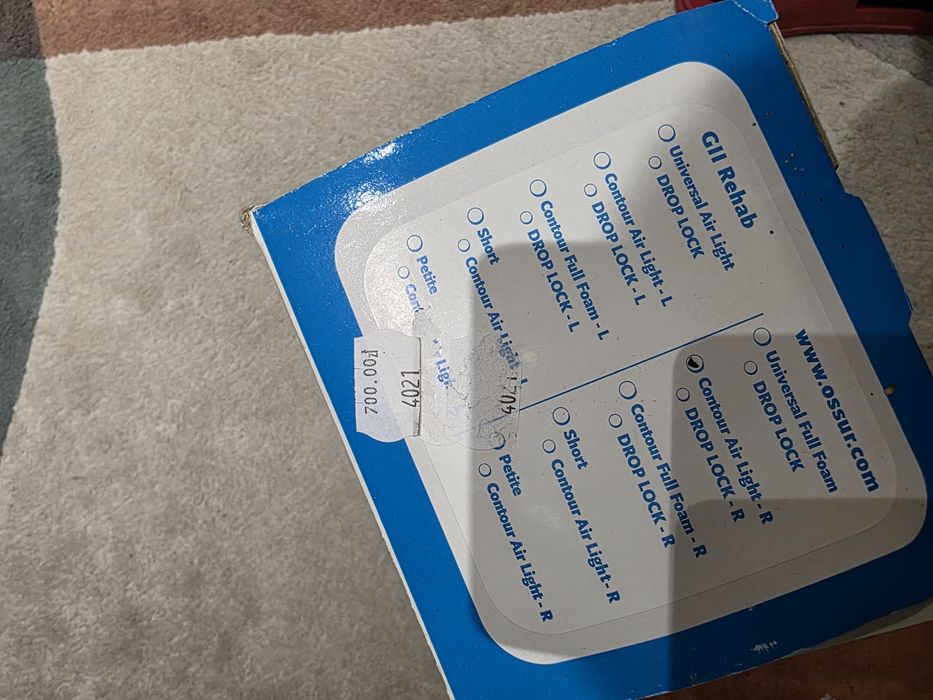 GII Rehab
www.ossur.com
Universal Air Light
DROP LOCK
Contour Air Light - L
DROP LOCK - L
Contour Full Foam - L
DROP LOCK - L
Short
Contour Air Light - L
Petite
Universal Full Foam
DROP LOCK
Contour Air Light - R
DROP LOCK - R
Contour Full Foam - R
DROP LOCK - R
Short
Contour Air Light - R
Petite
Contour Air Light - R
700.00zł
4021
4021